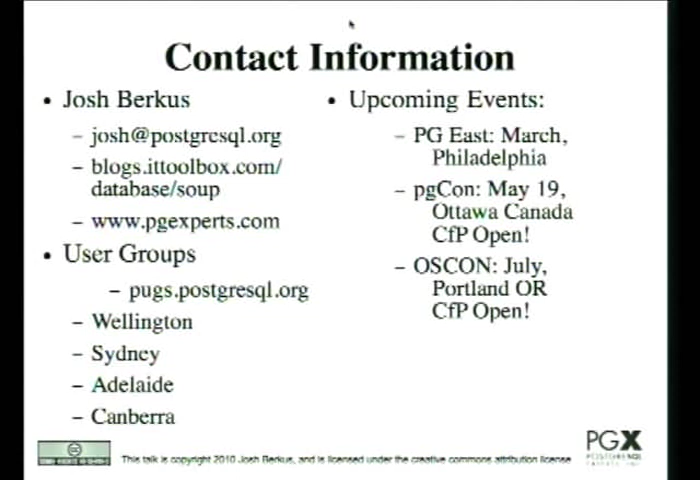 Contact Information
• Josh Berkus
– josh@postgresql.org
– blogs.ittoolbox.com/
database/soup
– www.pgexperts.com
• User Groups
– pugs.postgresql.org
– Wellington
– Sydney
– Adelaide
– Canberra
• Upcoming Events:
– PG East: March,
Philadelphia
– pgCon: May 19,
Ottawa Canada
CfP Open!
– OSCON: July,
Portland OR
CfP Open!
cc
This talk is copyright 2010 Josh Berkus, and is licensed under the creative commons attribution license
PGX
POSTGRESQL